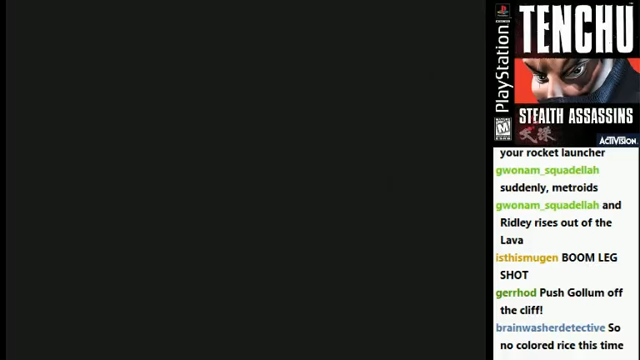 PlayStation
TENCHU
STEALTH ASSASSINS
M
ACTIVISION
your rocket launcher
gwonam_squadellah
suddenly, metroids
gwonam_squadellah and
Ridley rises out of the
Lava
isthismugen BOOM LEG
SHOT
gerrhod Push Gollum off
the cliff!
brainwasherdetective So
no colored rice this time